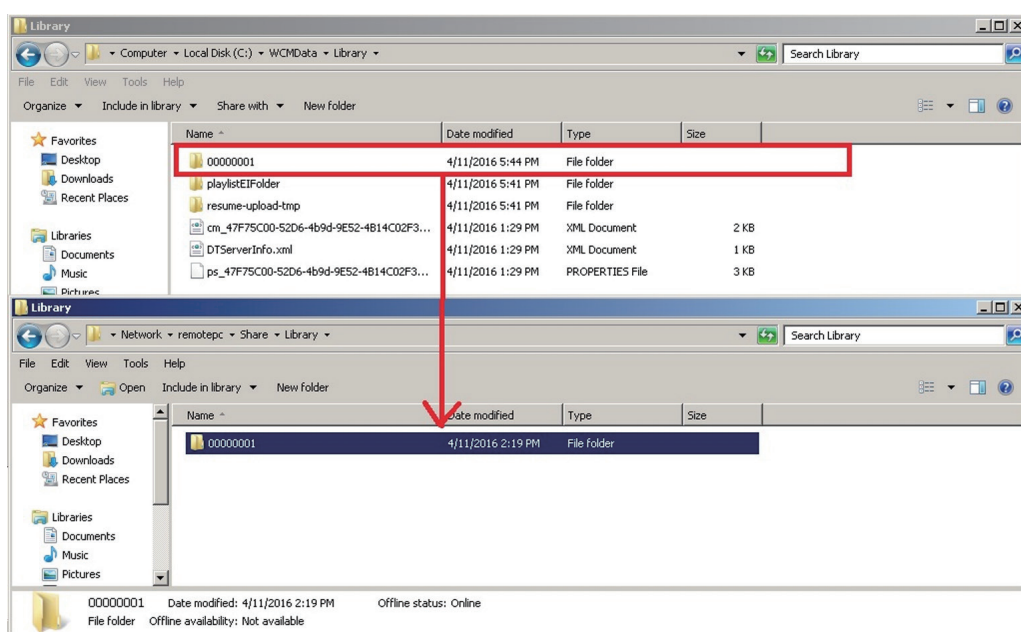 Library
Computer Local Disk (C:) WCMData Library
Search Library
File Edit View Tools Help
Organize Include in library Share with New folder
Favorites
Desktop
Downloads
Recent Places
Libraries
Documents
Music
Pictures
Name Date modified Type Size
00000001 4/11/2016 5:44 PM File folder
playlistEIFolder 4/11/2016 5:41 PM File folder
resume-upload-tmp 4/11/2016 5:41 PM File folder
cm_47F75C00-52D6-4b9d-9E52-4B14C02F3... 4/11/2016 1:29 PM XML Document 2 KB
DTServerInfo.xml 4/11/2016 1:29 PM XML Document 1 KB
ps_47F75C00-52D6-4b9d-9E52-4B14C02F3... 4/11/2016 1:29 PM PROPERTIES File 3 KB
Library
Network remotepc Share Library
Search Library
File Edit View Tools Help
Organize Open Include in library New folder
Favorites
Desktop
Downloads
Recent Places
Libraries
Documents
Music
Pictures
Name Date modified Type Size
00000001 4/11/2016 2:19 PM File folder
00000001 Date modified: 4/11/2016 2:19 PM Offline status: Online
File folder Offline availability: Not available